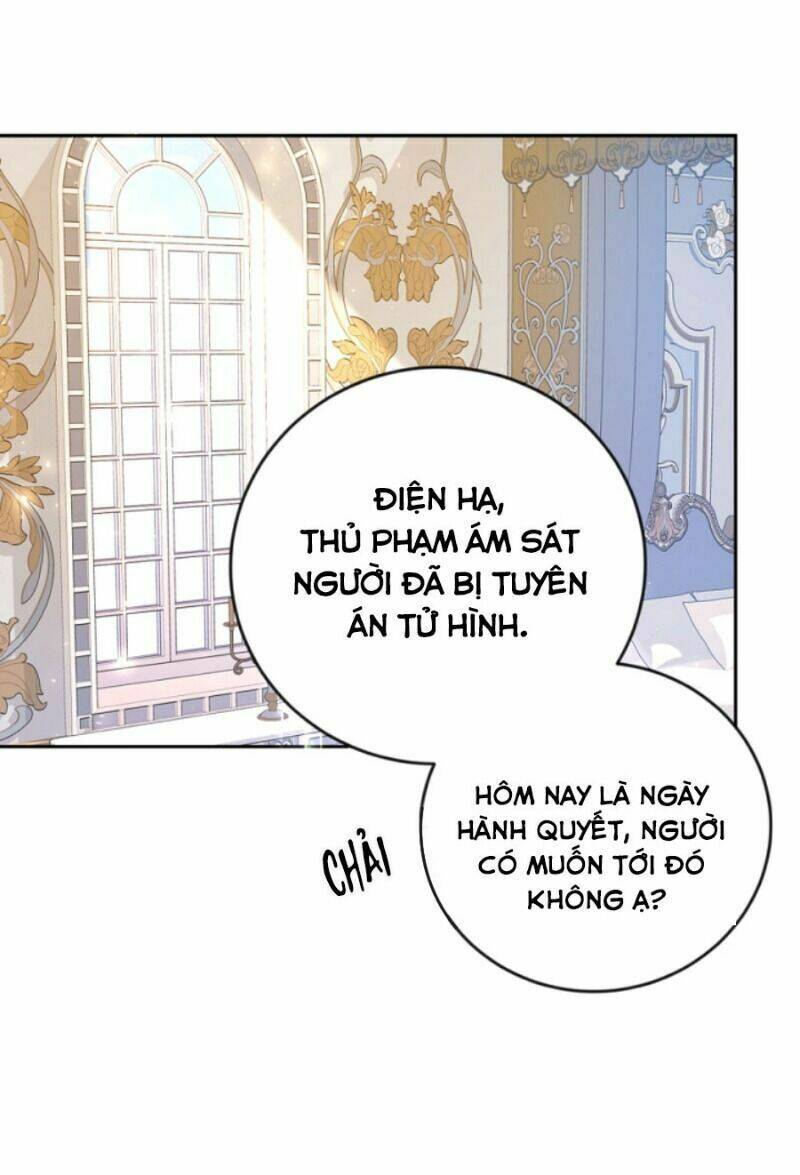 ĐIỆN HẠ,
THỦ PHẠM ÁM SÁT
NGƯỜI ĐÃ BỊ TUYÊN
ÁN TỬ HÌNH.
HÔM NAY LÀ NGÀY
HÀNH QUYẾT, NGƯỜI
CÓ MUỐN TỚI ĐÓ
KHÔNG Ạ?
CHẢI